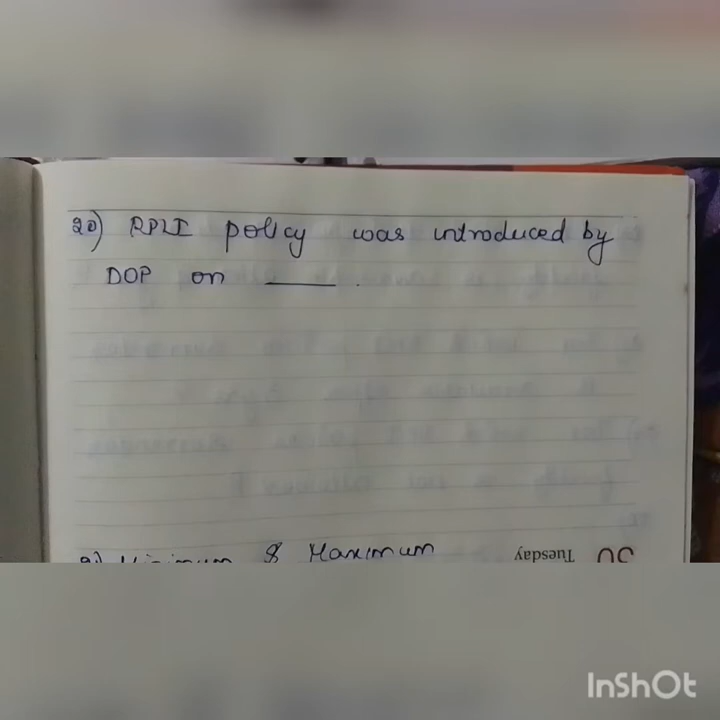 20) RPLI policy was introduced by
DOP on ____ .
& Maximum
Tuesday
InShOt